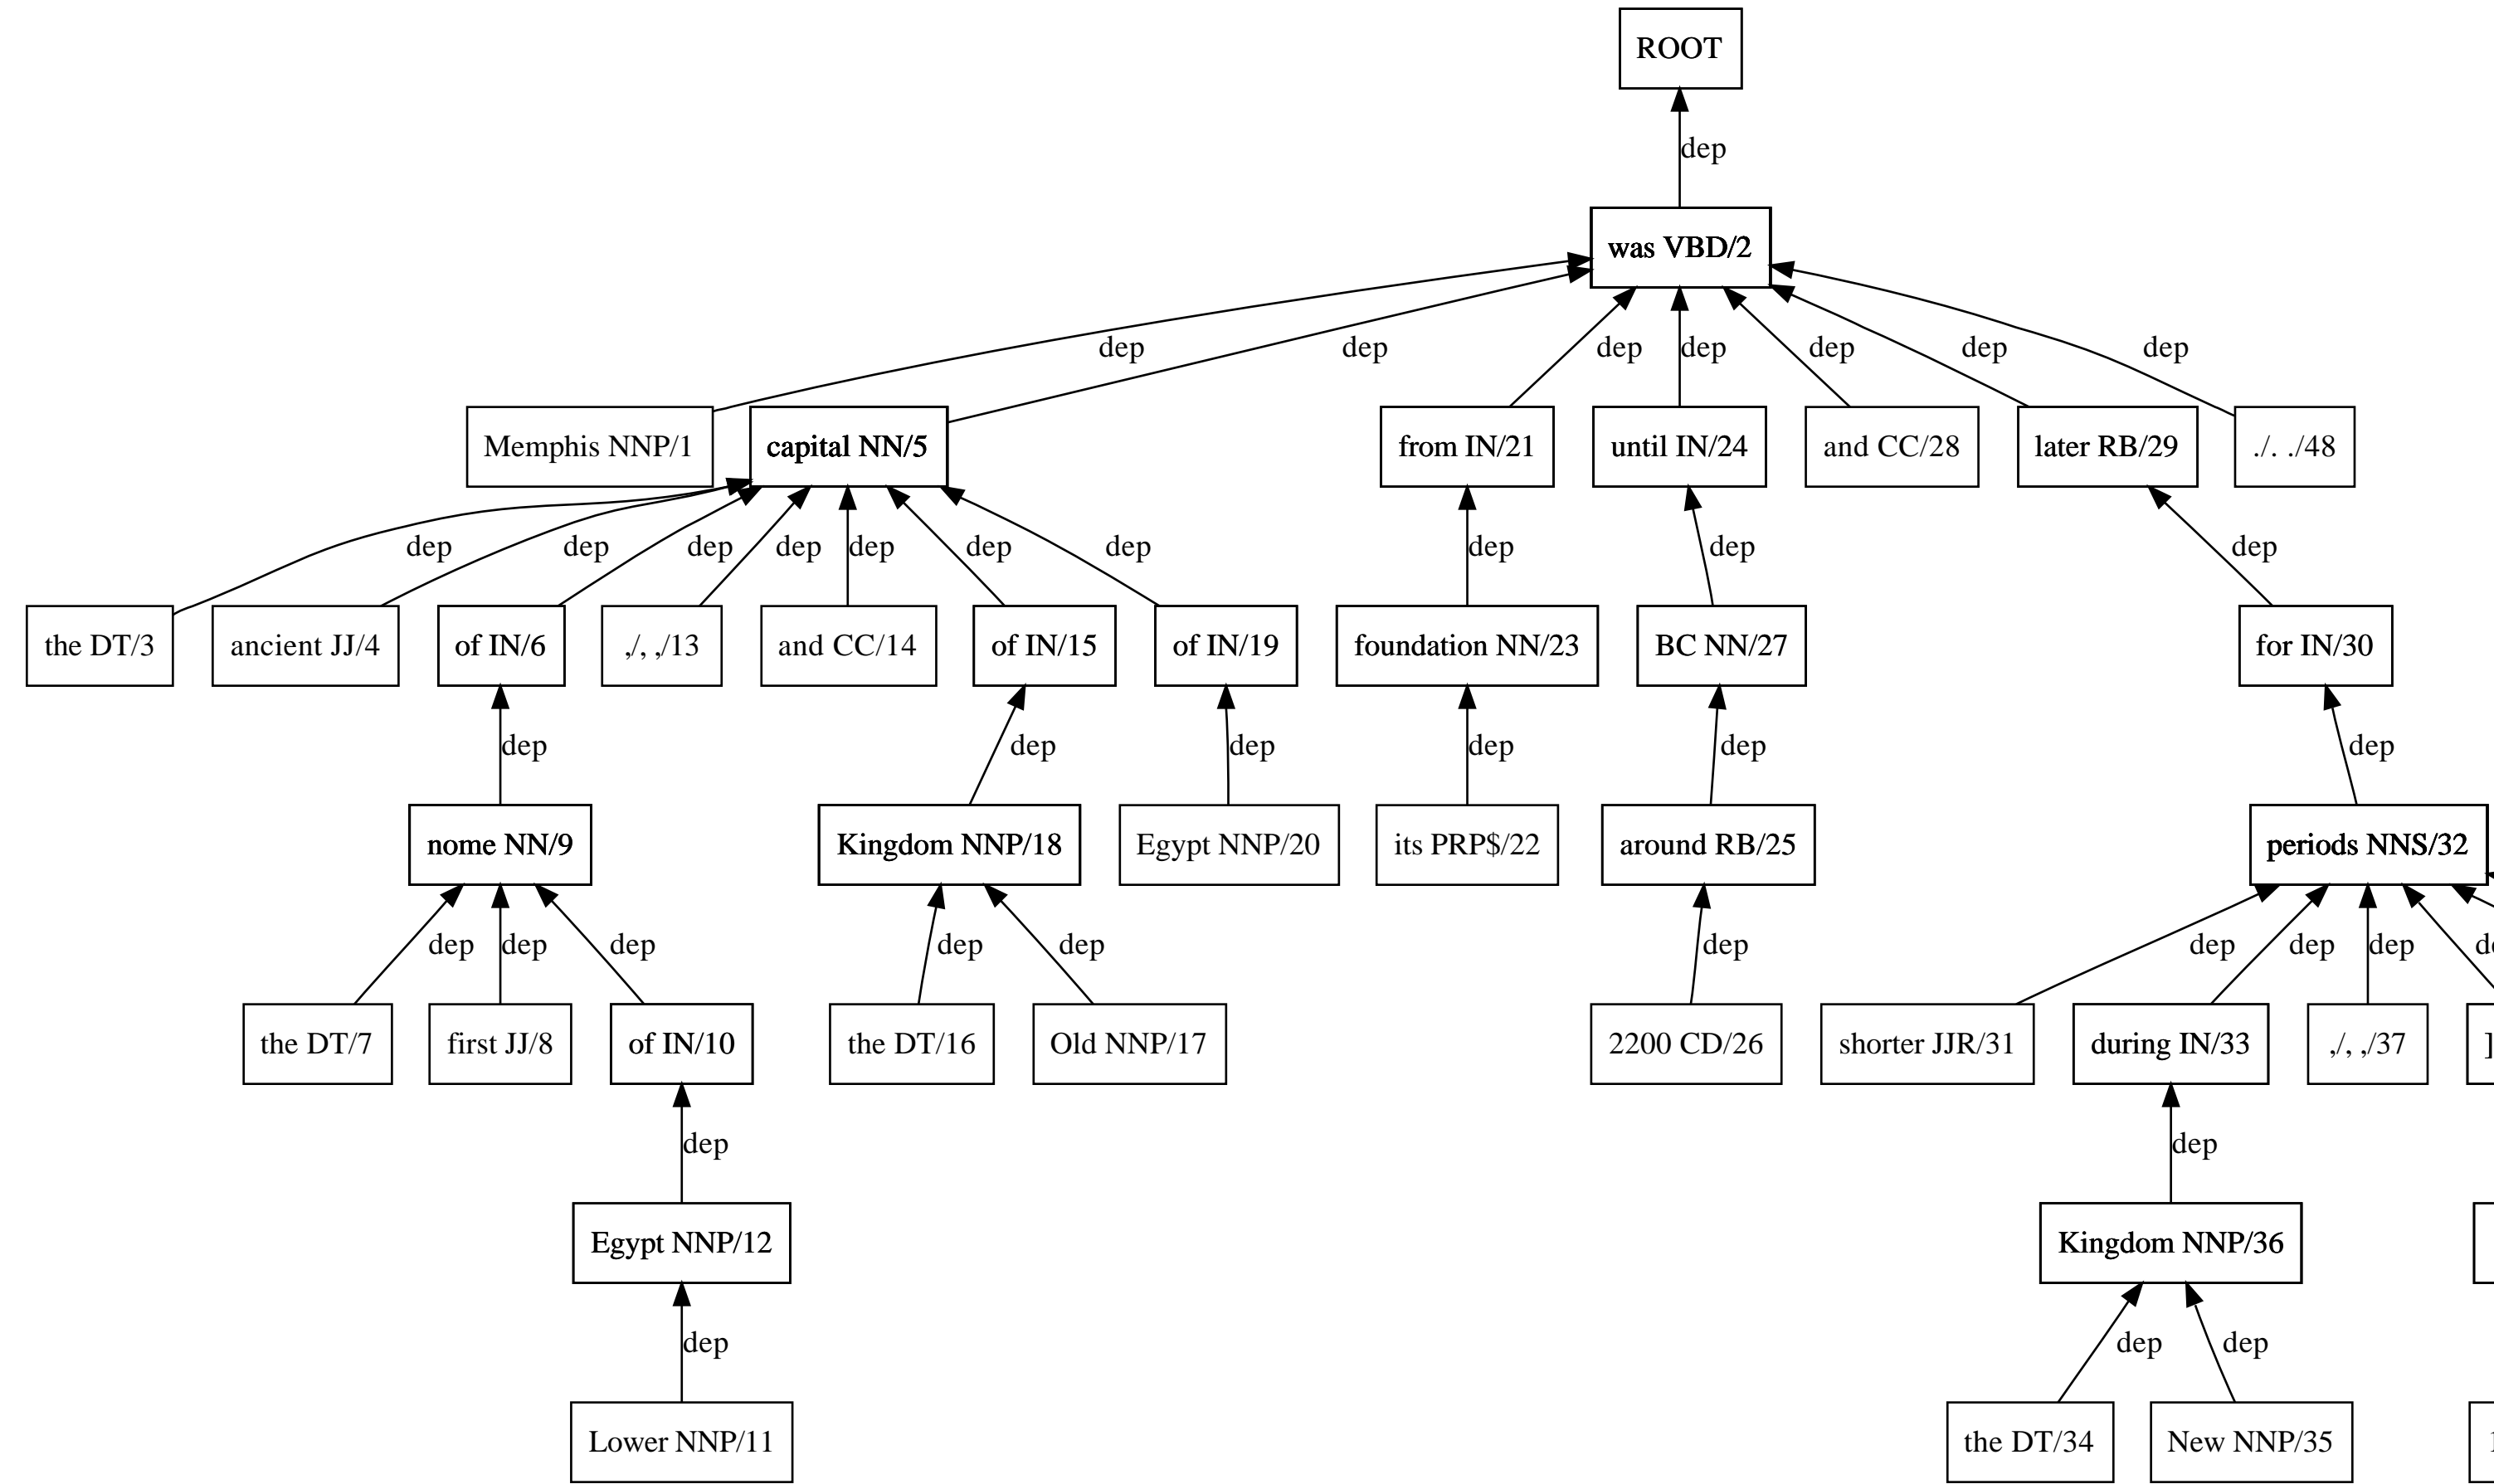 ROOT
dep
was VBD/2
dep dep dep dep dep dep dep
Memphis NNP/1 capital NN/5 from IN/21 until IN/24 and CC/28 later RB/29 ./. ./48
dep dep dep dep dep dep dep dep dep dep
the DT/3 ancient JJ/4 of IN/6 ,/, ,/13 and CC/14 of IN/15 of IN/19 foundation NN/23 BC NN/27 for IN/30
dep dep dep dep dep dep
nome NN/9 Kingdom NNP/18 Egypt NNP/20 its PRP$/22 around RB/25 periods NNS/32
dep dep dep dep dep dep dep dep dep
the DT/7 first JJ/8 of IN/10 the DT/16 Old NNP/17 2200 CD/26 shorter JJR/31 during IN/33 ,/, ,/37 ]
dep dep
Egypt NNP/12 Kingdom NNP/36
dep dep dep
Lower NNP/11 the DT/34 New NNP/35